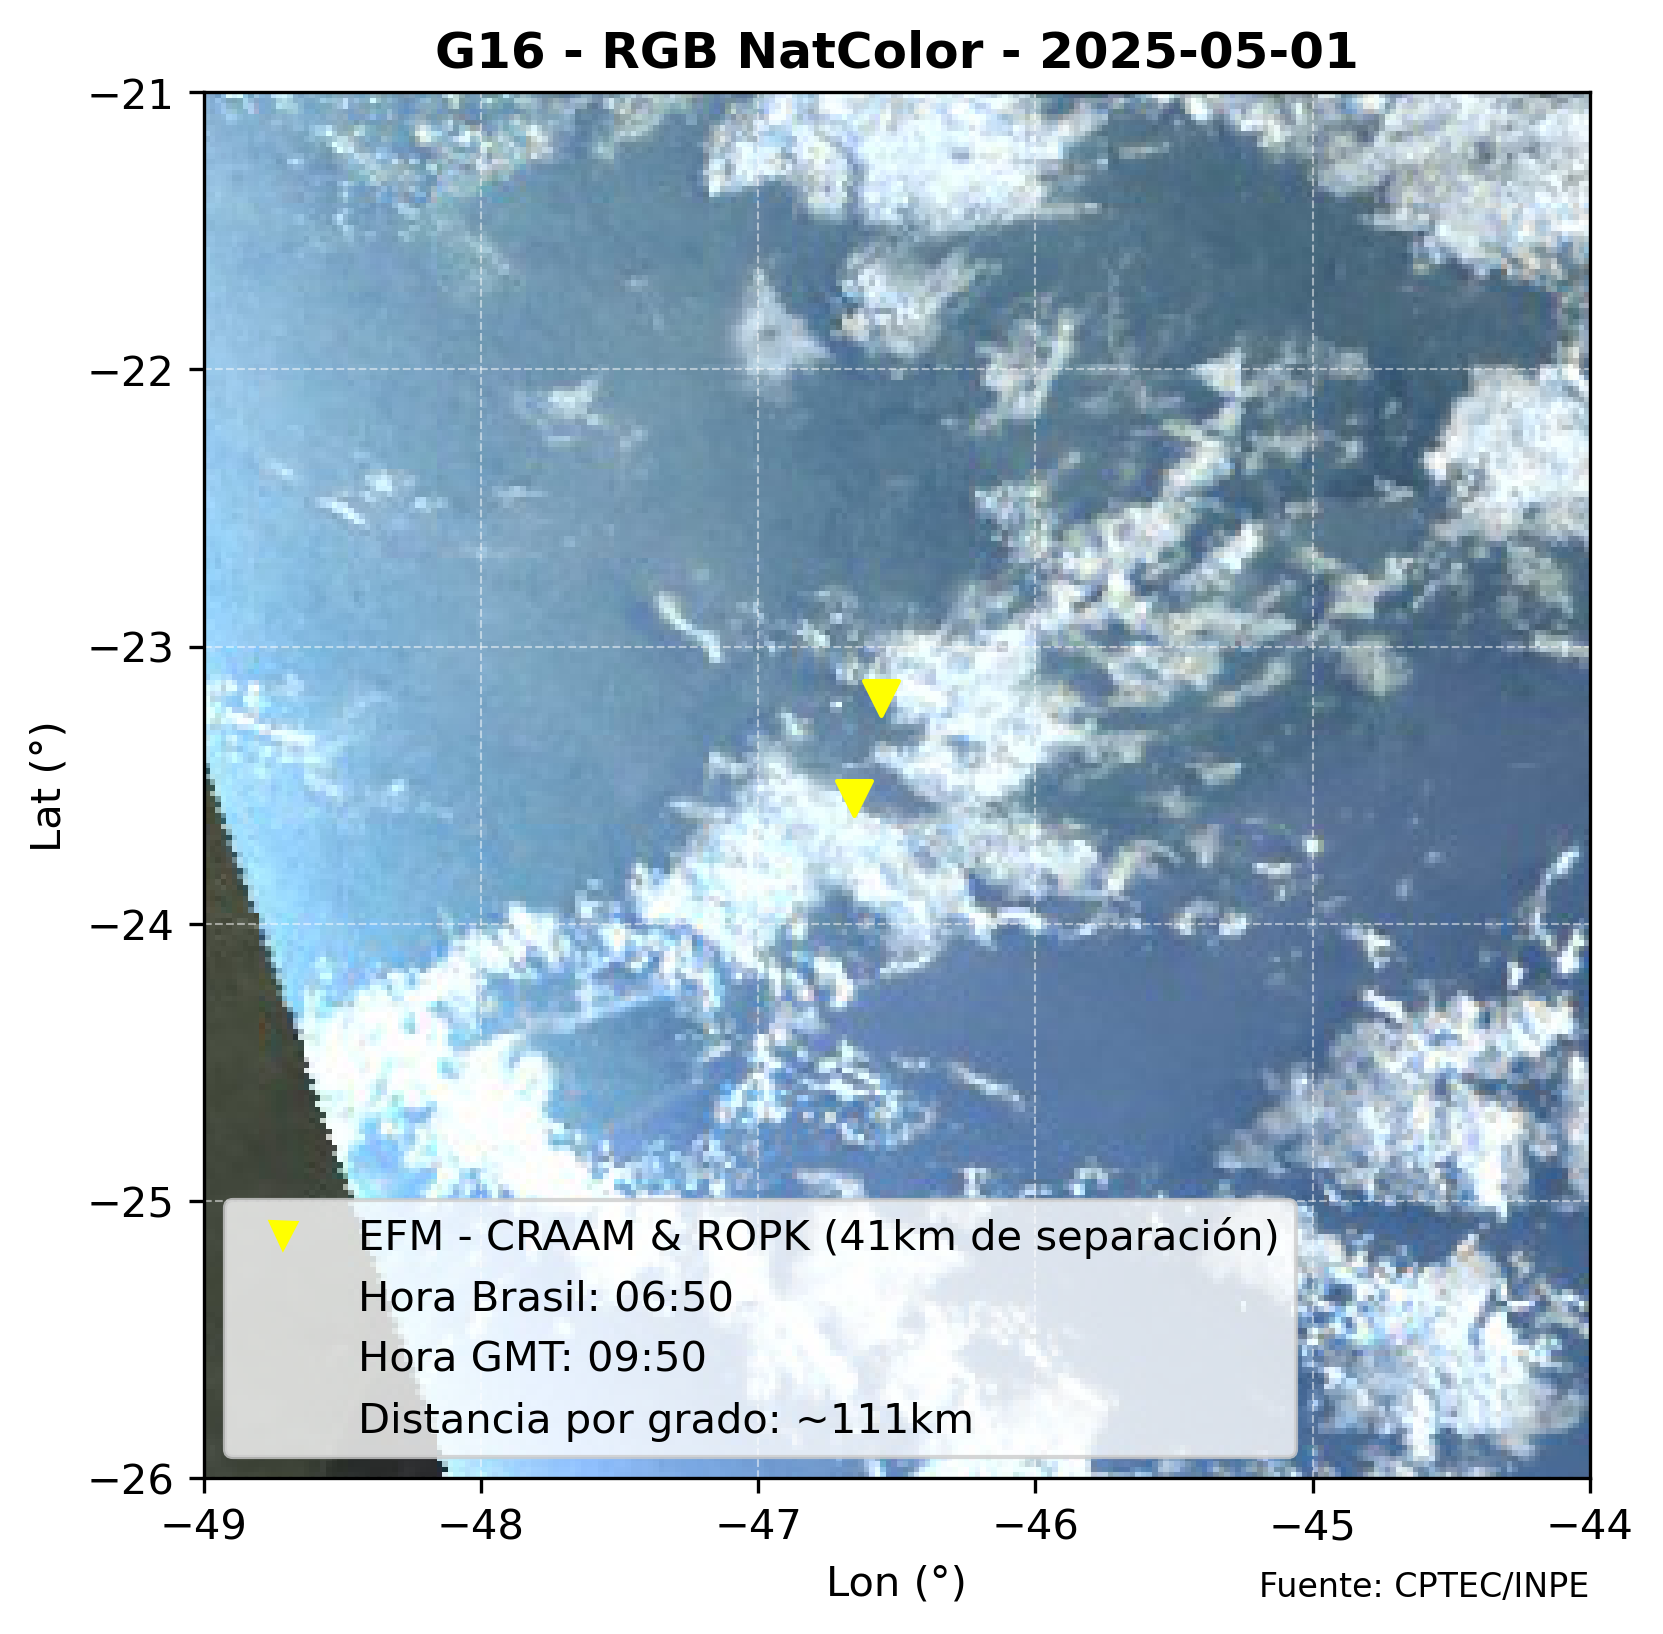 G16 - RGB NatColor - 2025-05-01
−21
−22
−23
−24
−25
−26
Lat (°)
EFM - CRAAM & ROPK (41km de separación)
Hora Brasil: 06:50
Hora GMT: 09:50
Distancia por grado: ~111km
−49 −48 −47 −46 −45 −44
Lon (°)
Fuente: CPTEC/INPE